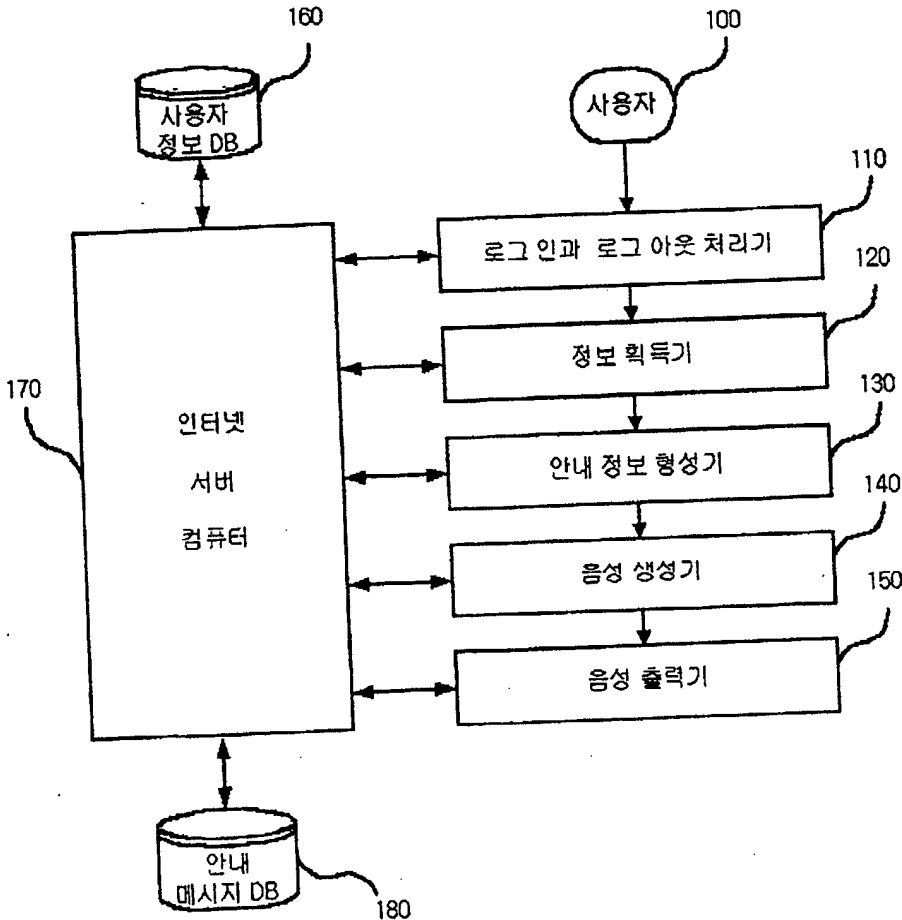 160
100
사용자
정보 DB
사용자
110
로그 인과 로그 아웃 처리기
120
정보 획득기
170
130
인터넷
서버
컴퓨터
안내 정보 형성기
140
음성 생성기
150
음성 출력기
안내
메시지 DB
180